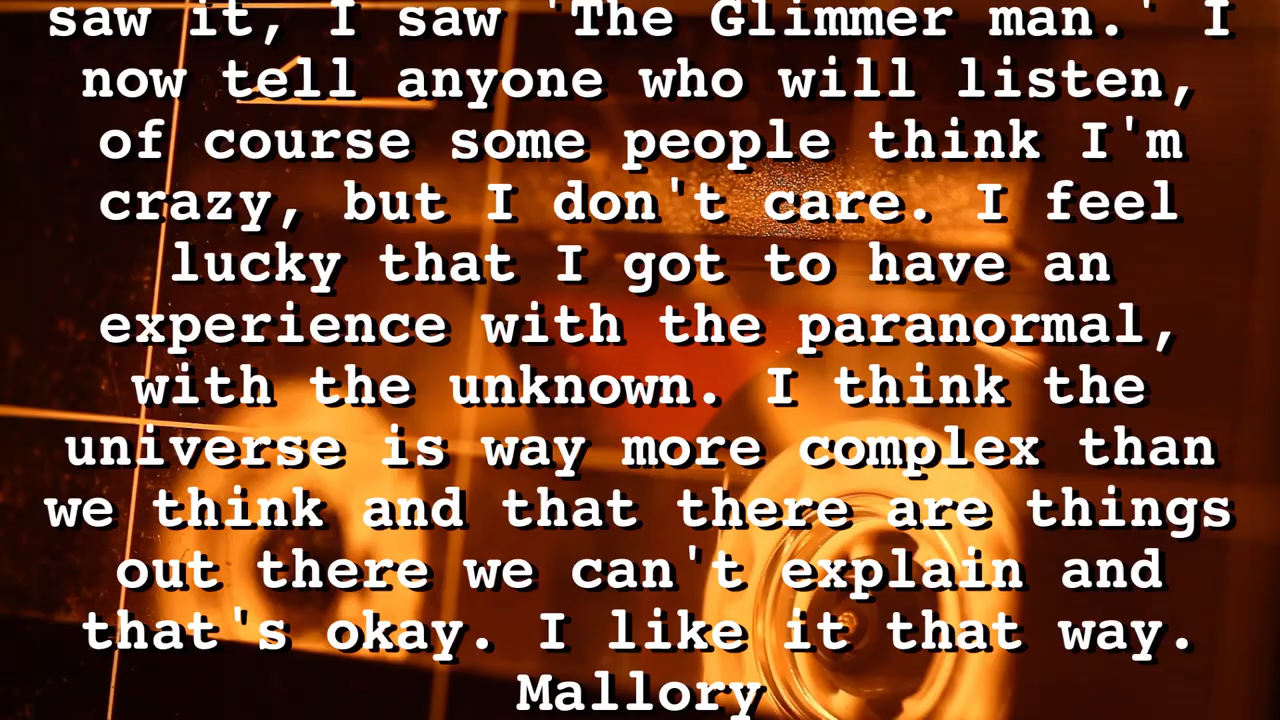 saw it, I saw 'The Glimmer man.' I
now tell anyone who will listen,
of course some people think I'm
crazy, but I don't care. I feel
lucky that I got to have an
experience with the paranormal,
with the unknown. I think the
universe is way more complex than
we think and that there are things
out there we can't explain and
that's okay. I like it that way.
Mallory